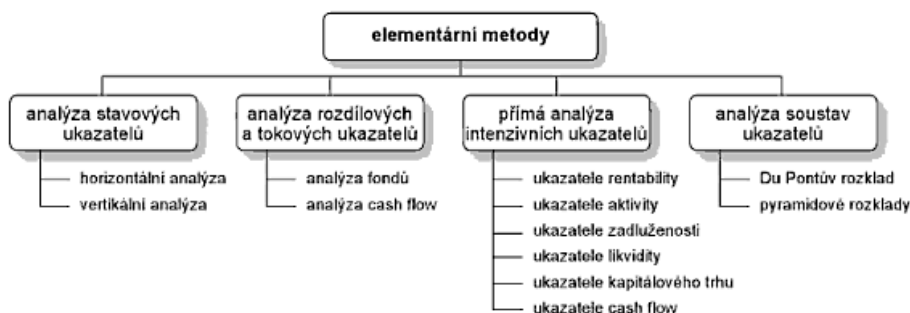 elementární metody
analýza stavových
ukazatelů
analýza rozdílových
a tokových ukazatelů
přímá analýza
intenzivních ukazatelů
analýza soustav
ukazatelů
horizontální analýza
vertikální analýza
analýza fondů
analýza cash flow
ukazatele rentability
ukazatele aktivity
ukazatele zadluženosti
ukazatele likvidity
ukazatele kapitálového trhu
ukazatele cash flow
Du Pontův rozklad
pyramidové rozklady